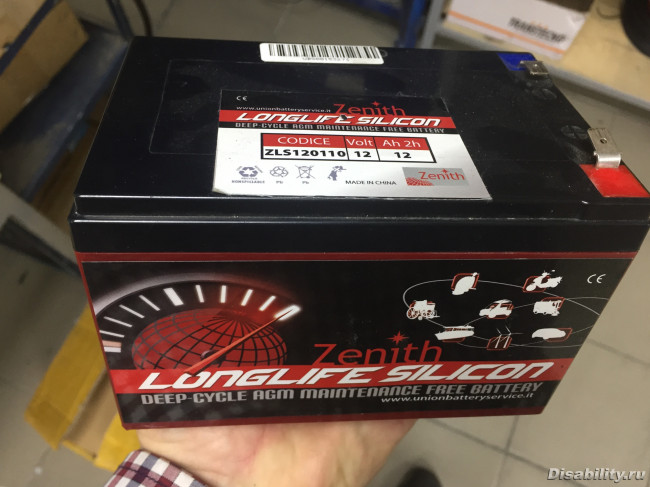 CE
www.unionbatteryservice.it
Zenith
LONGLIFE SILICON
DEEP-CYCLE AGM MAINTENANCE FREE BATTERY
CODICE Volt Ah 2h
ZLS120110 12 12
Pb Pb MADE IN CHINA Zenith
CE
Zenith
LONGLIFE SILICON
DEEP-CYCLE AGM MAINTENANCE FREE BATTERY
www.unionbatteryservice.it
Disability.ru